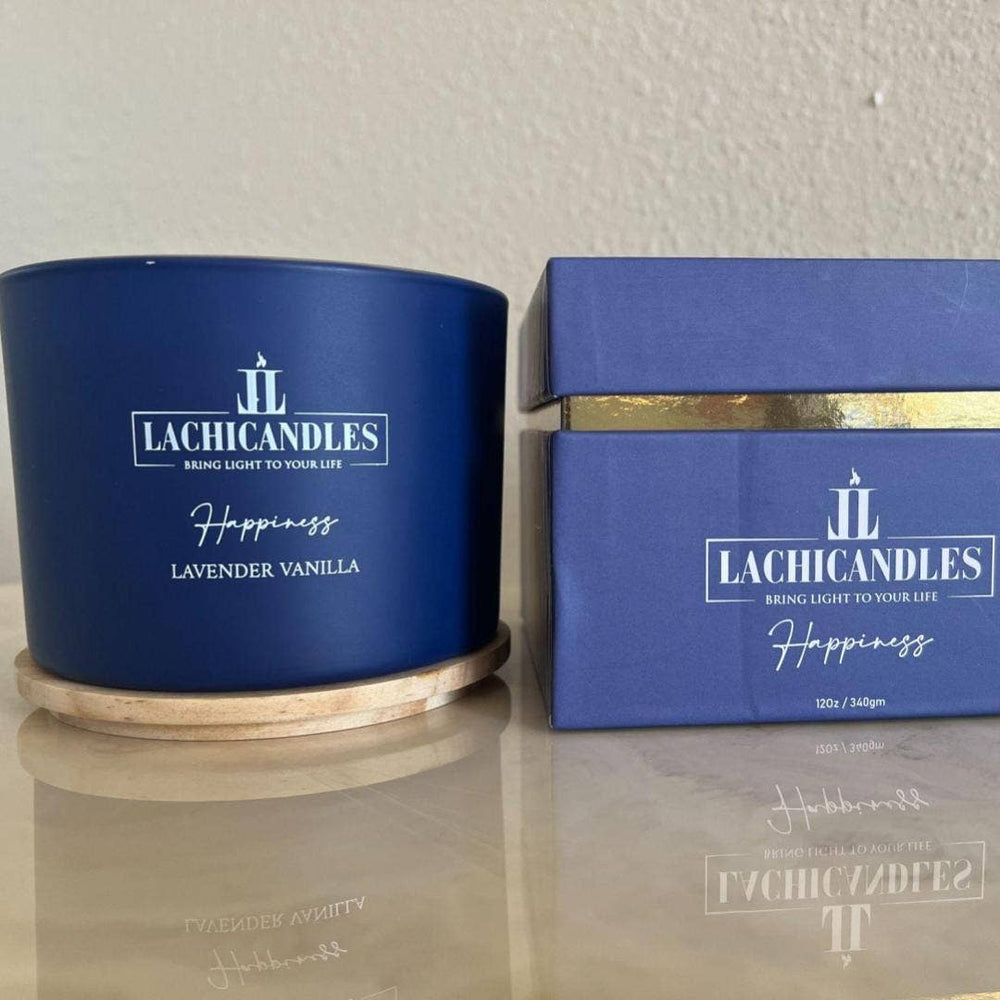 LACHICANDLES
BRING LIGHT TO YOUR LIFE
Happiness
LAVENDER VANILLA
LACHICANDLES
BRING LIGHT TO YOUR LIFE
Happiness
12Oz / 340gm